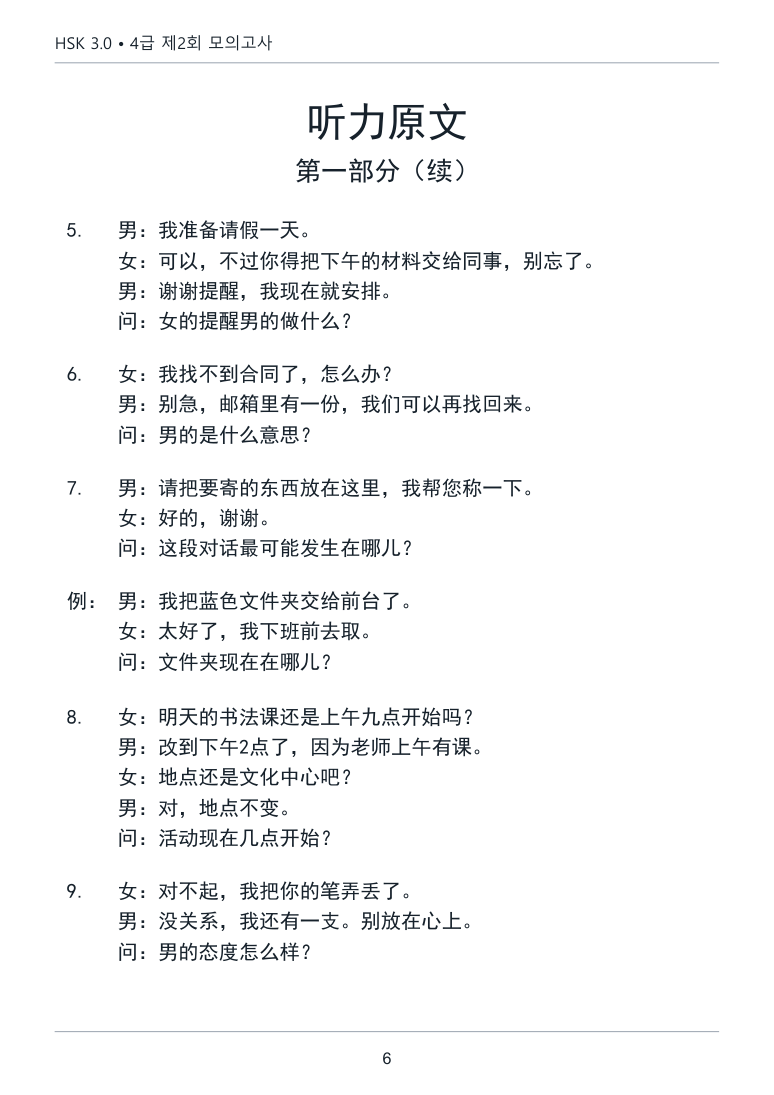 HSK 3.0 • 4급 제2회 모의고사
听力原文
第一部分（续）
5. 男：我准备请假一天。
女：可以，不过你得把下午的材料交给同事，别忘了。
男：谢谢提醒，我现在就安排。
问：女的提醒男的做什么？
6. 女：我找不到合同了，怎么办？
男：别急，邮箱里有一份，我们可以再找回来。
问：男的是什么意思？
7. 男：请把要寄的东西放在这里，我帮您称一下。
女：好的，谢谢。
问：这段对话最可能发生在哪儿？
例： 男：我把蓝色文件夹交给前台了。
女：太好了，我下班前去取。
问：文件夹现在在哪儿？
8. 女：明天的书法课还是上午九点开始吗？
男：改到下午2点了，因为老师上午有课。
女：地点还是文化中心吧？
男：对，地点不变。
问：活动现在几点开始？
9. 女：对不起，我把你的笔弄丢了。
男：没关系，我还有一支。别放在心上。
问：男的态度怎么样？
6